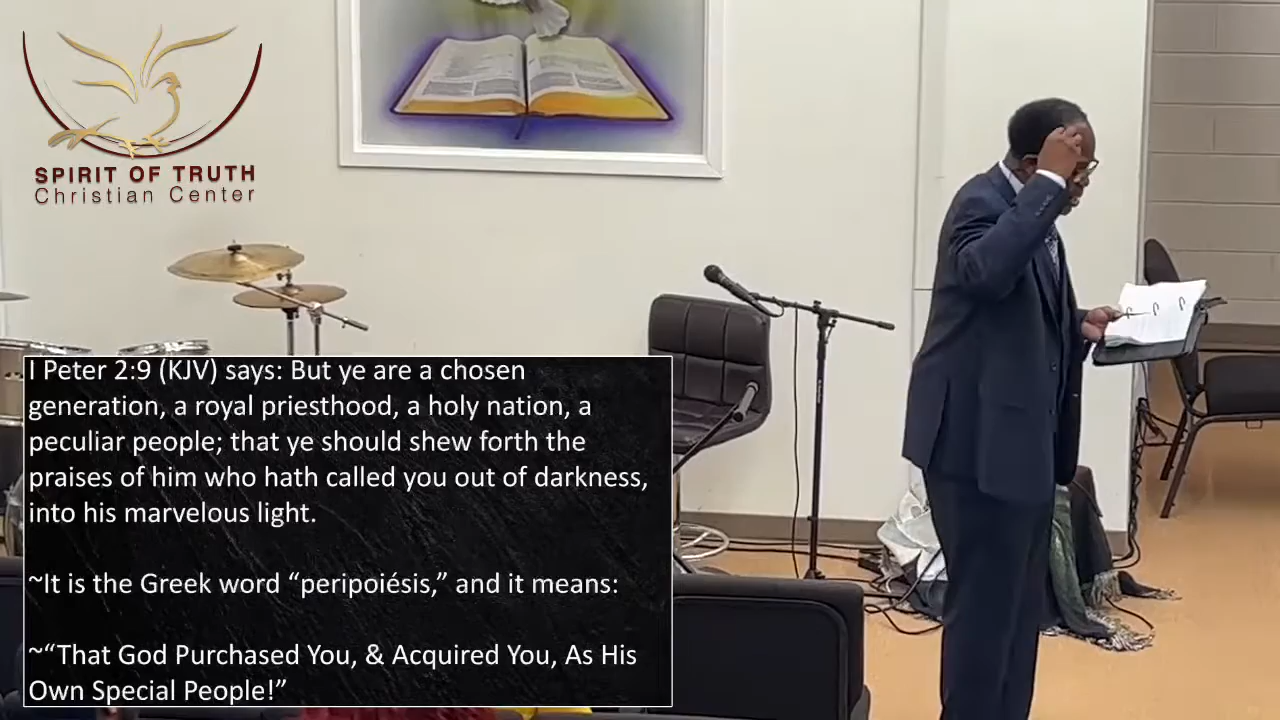 SPIRIT OF TRUTH
Christian Center
I Peter 2:9 (KJV) says: But ye are a chosen
generation, a royal priesthood, a holy nation, a
peculiar people; that ye should shew forth the
praises of him who hath called you out of darkness,
into his marvelous light.
~It is the Greek word “peripoiésis,” and it means:
~“That God Purchased You, & Acquired You, As His
Own Special People!”